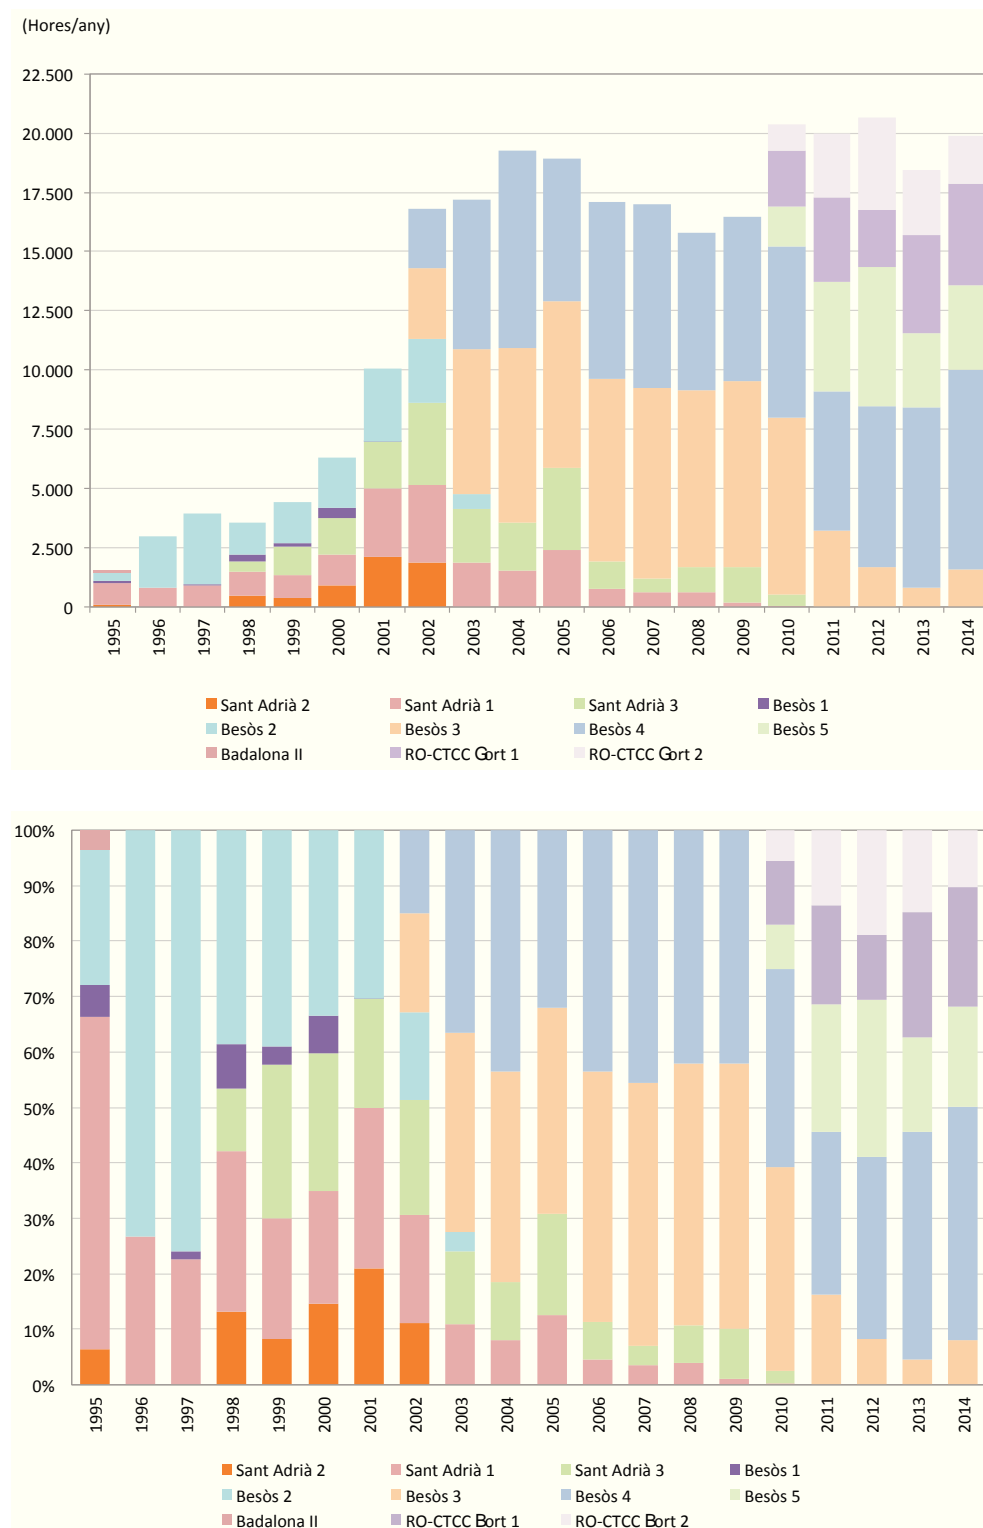 (Hores/any)
22.500
20.000
17.500
15.000
12.500
10.000
7.500
5.000
2.500
0
1995 1996 1997 1998 1999 2000 2001 2002 2003 2004 2005 2006 2007 2008 2009 2010 2011 2012 2013 2014
Sant Adrià 2 Sant Adrià 1 Sant Adrià 3 Besòs 1
Besòs 2 Besòs 3 Besòs 4 Besòs 5
Badalona II RO-CTCC Gort 1 RO-CTCC Gort 2
100%
90%
80%
70%
60%
50%
40%
30%
20%
10%
0%
1995 1996 1997 1998 1999 2000 2001 2002 2003 2004 2005 2006 2007 2008 2009 2010 2011 2012 2013 2014
Sant Adrià 2 Sant Adrià 1 Sant Adrià 3 Besòs 1
Besòs 2 Besòs 3 Besòs 4 Besòs 5
Badalona II RO-CTCC Bort 1 RO-CTCC Bort 2